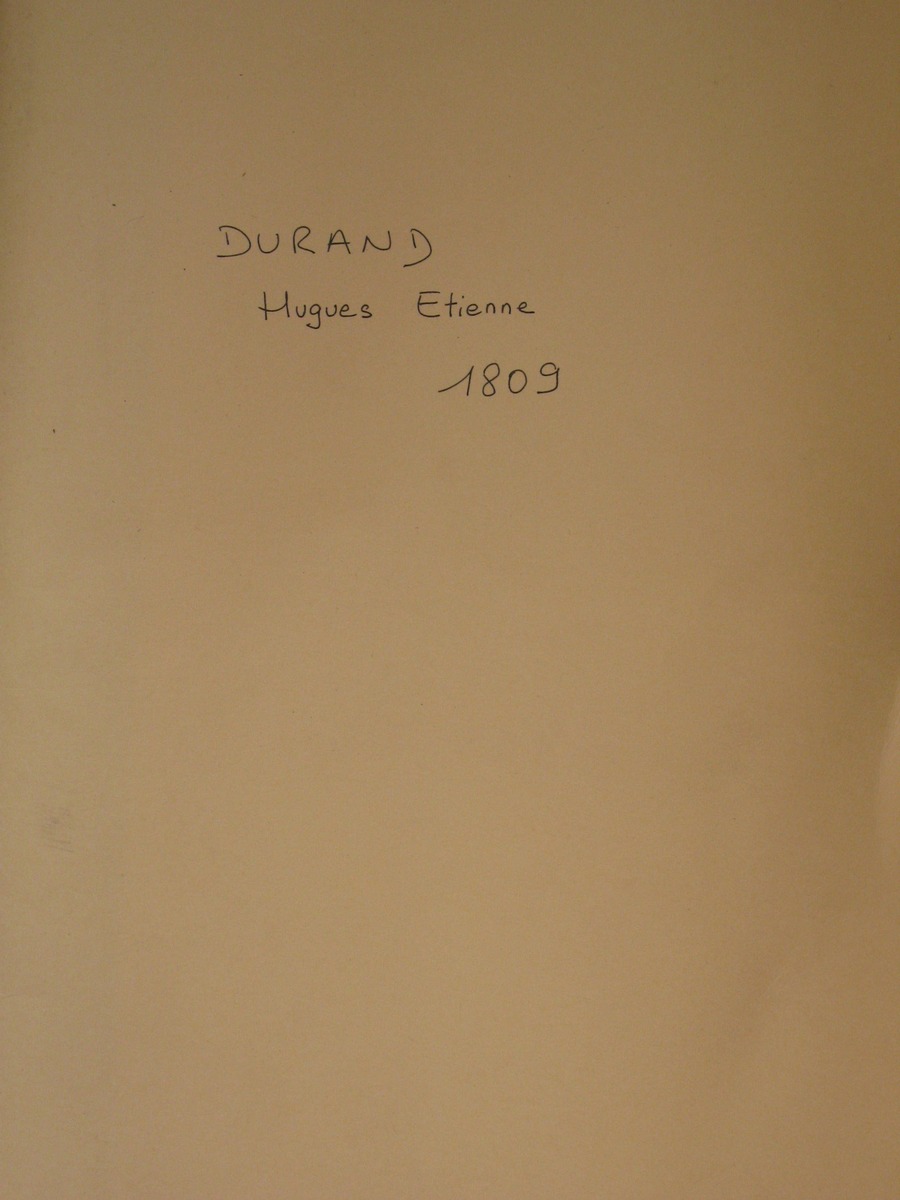 DURAND
Hugues Etienne
1809